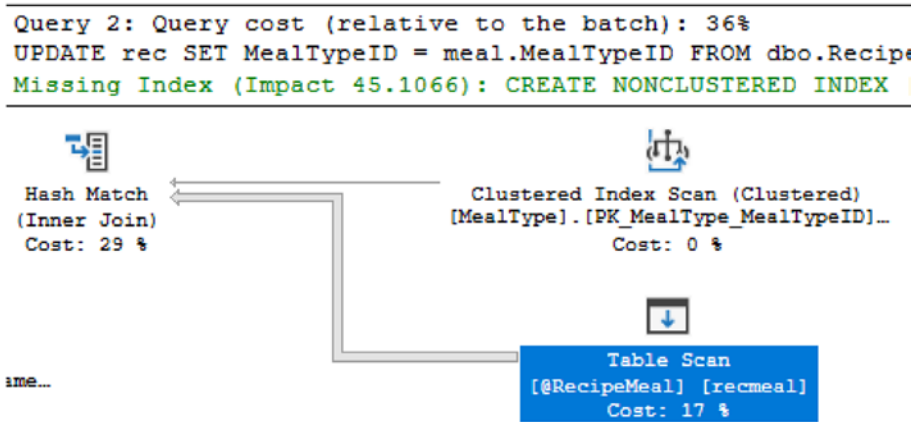 Query 2: Query cost (relative to the batch): 36%
UPDATE rec SET MealTypeID = meal.MealTypeID FROM dbo.Recipe
Missing Index (Impact 45.1066): CREATE NONCLUSTERED INDEX [
Hash Match
(Inner Join)
Cost: 29 %
Clustered Index Scan (Clustered)
[MealType].[PK_MealType_MealTypeID]…
Cost: 0 %
Table Scan
[@RecipeMeal] [recmeal]
Cost: 17 %
ame…